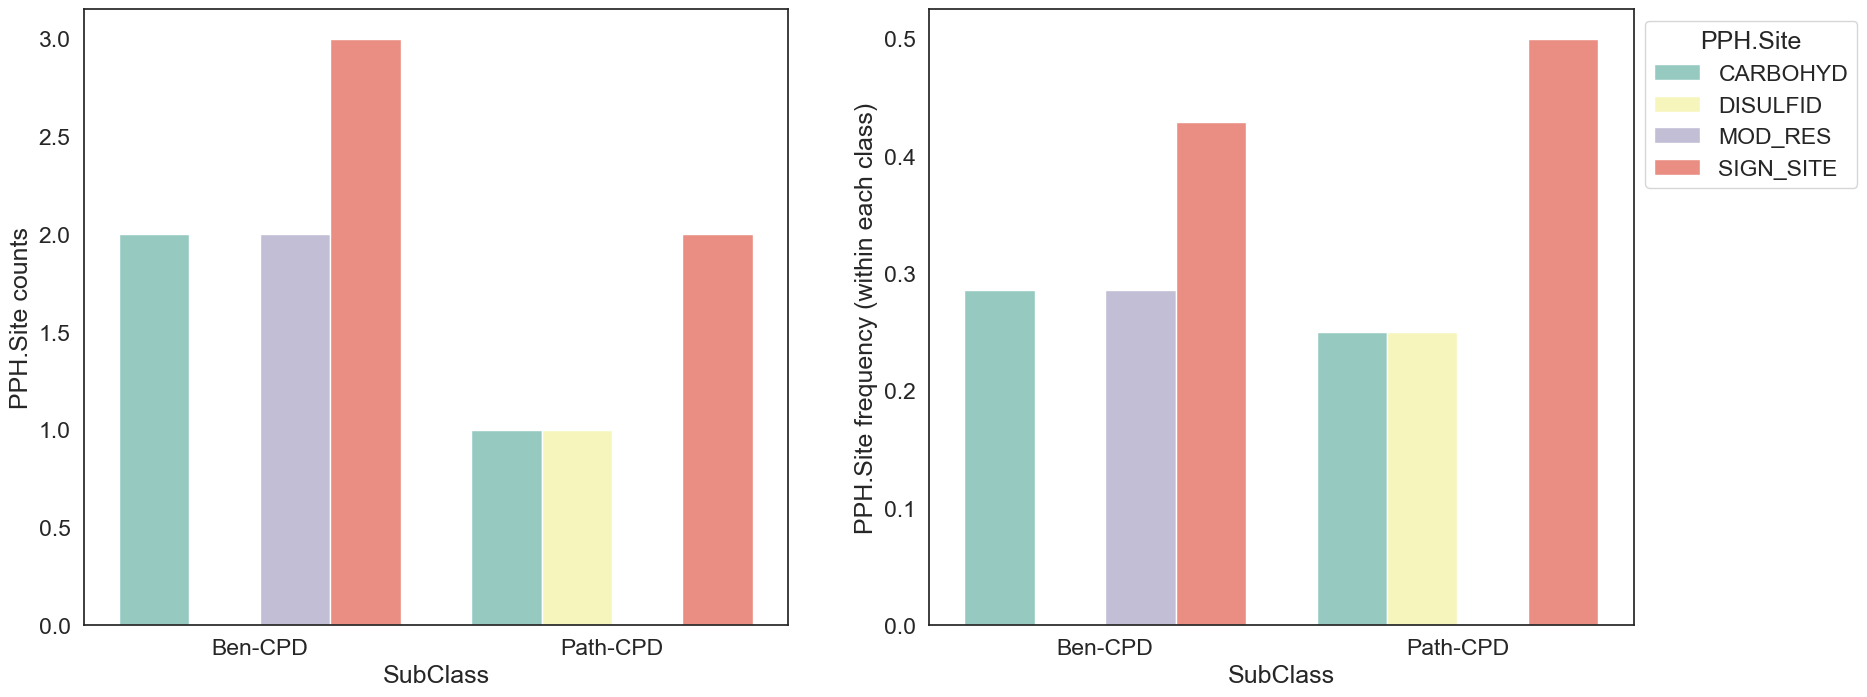 3.0
2.5
2.0
1.5
1.0
0.5
0.0
PPH.Site counts
Ben-CPD
Path-CPD
SubClass
0.5
0.4
0.3
0.2
0.1
0.0
PPH.Site frequency (within each class)
Ben-CPD
Path-CPD
SubClass
PPH.Site
CARBOHYD
DISULFID
MOD_RES
SIGN_SITE